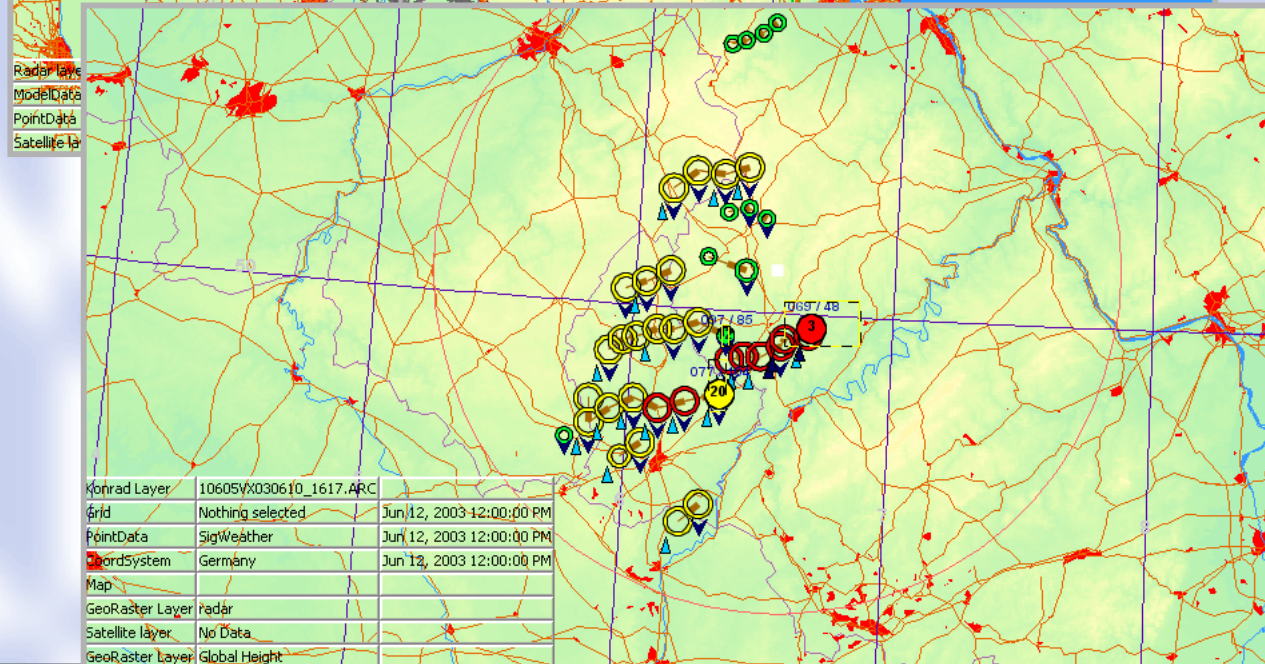 Radar laye
ModelData
PointData
Satellite la
50
069 / 48
3
97 / 85
077
20
Konrad Layer 10605VX030610_1617.ARC
Grid Nothing selected Jun 12, 2003 12:00:00 PM
PointData SigWeather Jun 12, 2003 12:00:00 PM
CoordSystem Germany Jun 12, 2003 12:00:00 PM
Map
GeoRaster Layer radar
Satellite layer No Data
GeoRaster Layer Global Height